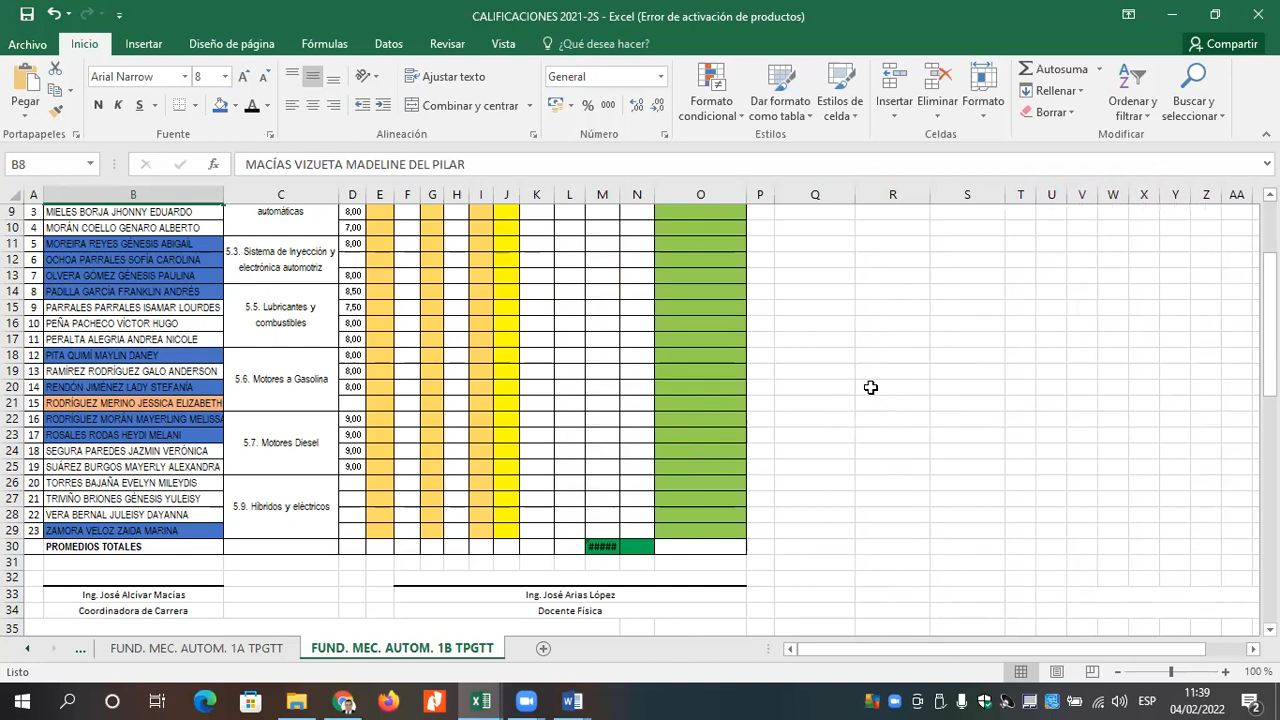 CALIFICACIONES 2021-2S - Excel (Error de activación de productos)
Archivo Inicio Insertar Diseño de página Fórmulas Datos Revisar Vista ¿Qué desea hacer? Compartir
Pegar
Portapapeles
Arial Narrow 8
N K S
Fuente
Ajustar texto
Combinar y centrar
Alineación
General
% 000
Número
Formato condicional
Dar formato como tabla
Estilos de celda
Estilos
Insertar Eliminar Formato
Celdas
Autosuma
Rellenar
Borrar
Ordenar y filtrar
Buscar y seleccionar
Modificar
B8 fx MACÍAS VIZUETA MADELINE DEL PILAR
A B C D E F G H I J K L M N O P Q R S T U V W X Y Z AA
9 3 MIELES BORJA JHONNY EDUARDO automáticas 8,00
10 4 MORÁN COELLO GENARO ALBERTO 7,00
11 5 MOREIRA REYES GÉNESIS ABIGAÍL 5.3. Sistema de Inyección y electrónica automotriz 8,00
12 6 OCHOA PARRALES SOFÍA CAROLINA
13 7 OLVERA GÓMEZ GÉNESIS PAULINA 8,00
14 8 PADILLA GARCÍA FRANKLIN ANDRÉS 8,50
15 9 PARRALES PARRALES ISAMAR LOURDES 5.5. Lubricantes y combustibles 7,50
16 10 PEÑA PACHECO VÍCTOR HUGO 8,00
17 11 PERALTA ALEGRIA ANDREA NICOLE 8,00
18 12 PITA QUIMÍ MAYLIN DANEY 8,00
19 13 RAMÍREZ RODRÍGUEZ GALO ANDERSON 5.6. Motores a Gasolina 8,00
20 14 RENDÓN JIMÉNEZ LADY STEFANÍA 8,00
21 15 RODRÍGUEZ MERINO JESSICA ELIZABETH
22 16 RODRÍGUEZ MORÁN MAYERLING MELISSA 9,00
23 17 ROSALES RODAS HEYDI MELANI 5.7. Motores Diesel 9,00
24 18 SEGURA PAREDES JAZMIN VERÓNICA 9,00
25 19 SUÁREZ BURGOS MAYERLY ALEXANDRA 9,00
26 20 TORRES BAJAÑA EVELYN MILEYDIS
27 21 TRIVIÑO BRIONES GÉNESIS YULEISY 5.9. Híbridos y eléctricos
28 22 VERA BERNAL JULEISY DAYANNA
29 23 ZAMORA VELOZ ZAIDA MARINA
30 PROMEDIOS TOTALES #####
31
32
33 Ing. José Alcívar Macías Ing. José Arias López
34 Coordinadora de Carrera Docente Física
35
... FUND. MEC. AUTOM. 1A TPGTT FUND. MEC. AUTOM. 1B TPGTT
Listo 100 %
ESP 11:39
04/02/2022 2